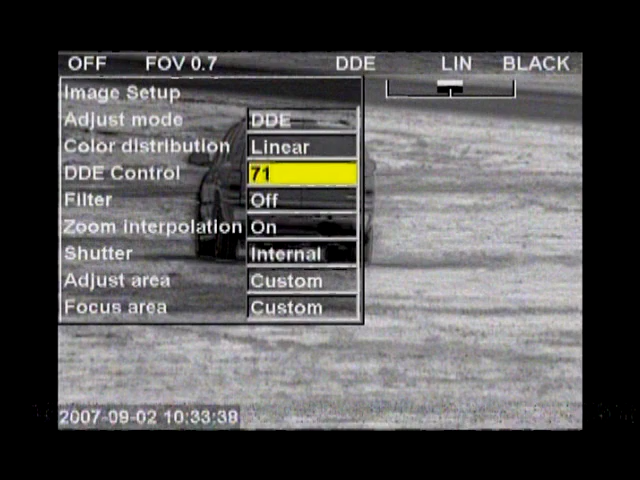 OFF FOV 0.7 DDE LIN BLACK
Image Setup
Adjust mode DDE
Color distribution Linear
DDE Control 71
Filter Off
Zoom interpolation On
Shutter Internal
Adjust area Custom
Focus area Custom
2007-09-02 10:33:38